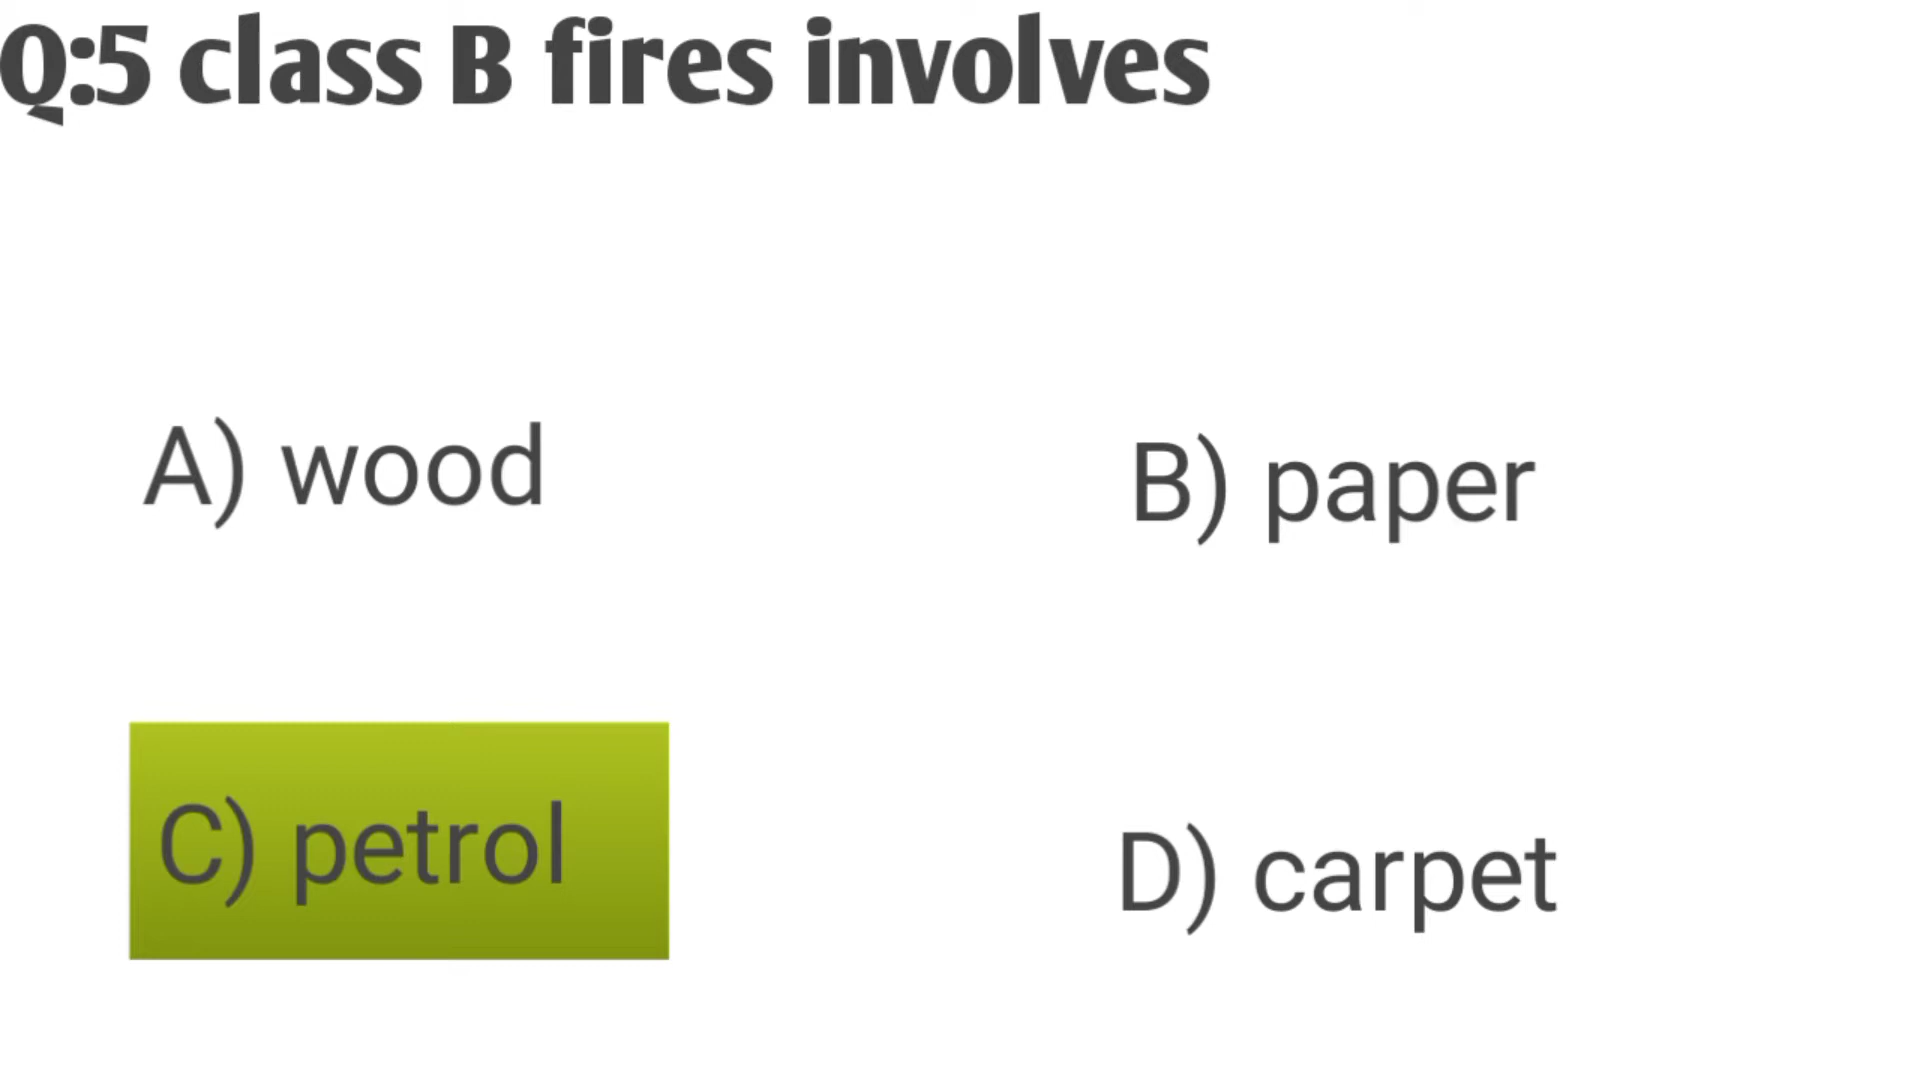 Q:5 class B fires involves
A) wood
B) paper
C) petrol
D) carpet